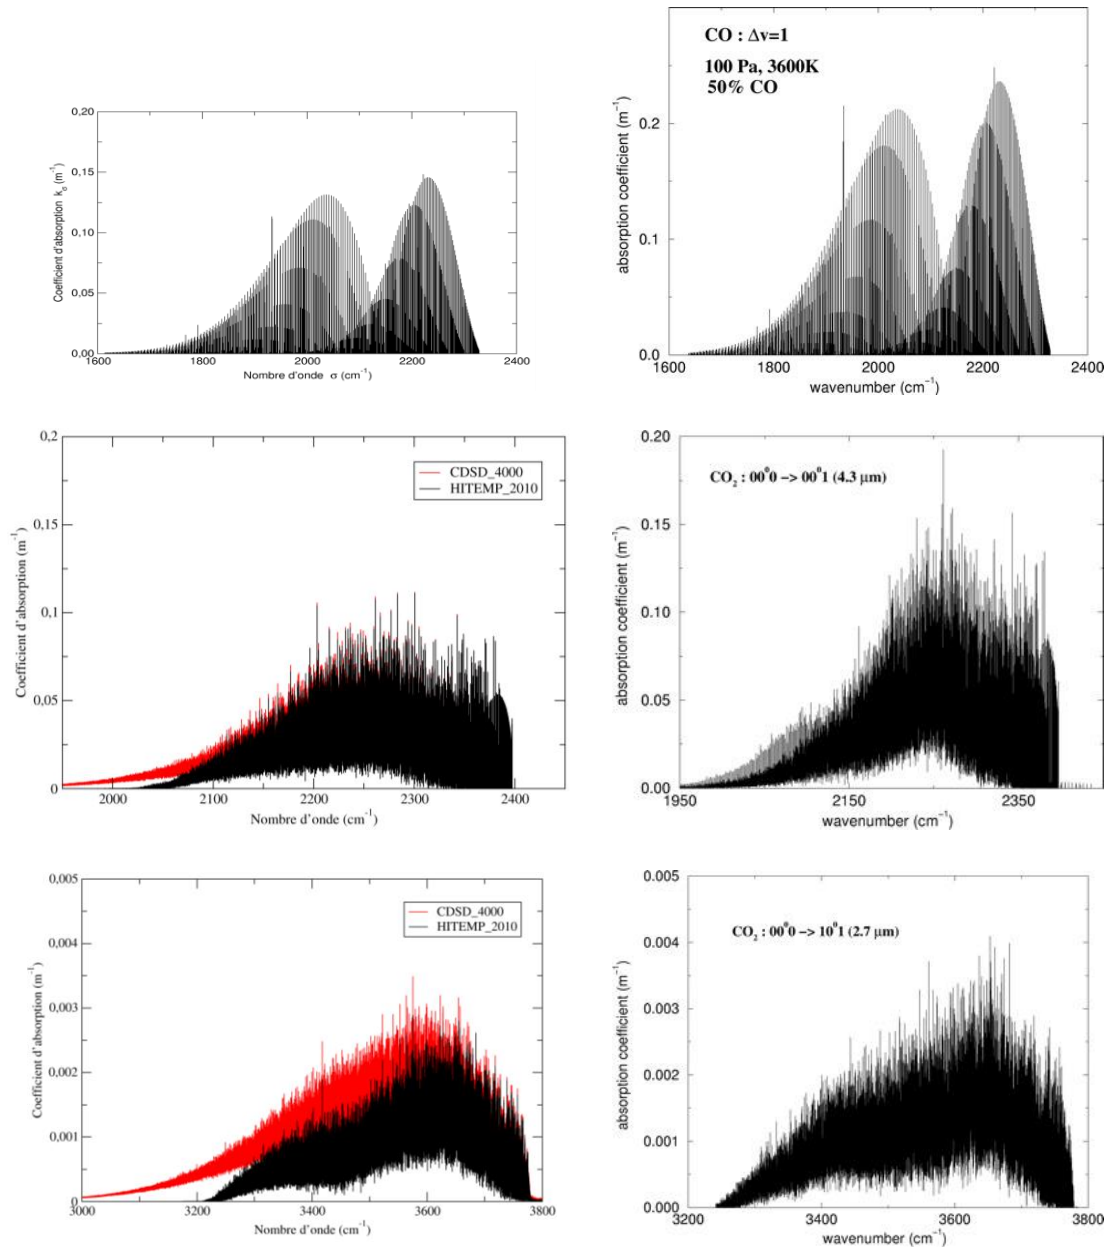 0,20
0,15
0,10
0,05
0,00
1600
1800
2000
2200
2400
Coefficient d'absorption k_σ (m⁻¹)
Nombre d'onde σ (cm⁻¹)
CO : Δv=1
100 Pa, 3600K
50% CO
0.2
0.1
0.0
1600
1800
2000
2200
2400
absorption coefficient (m⁻¹)
wavenumber (cm⁻¹)
CDSD_4000
HITEMP_2010
0,2
0,15
0,1
0,05
0
2000
2100
2200
2300
2400
Coefficient d'absorption (m⁻¹)
Nombre d'onde (cm⁻¹)
CO₂ : 00⁰0 −> 00⁰1 (4.3 μm)
0.20
0.15
0.10
0.05
0.00
1950
2150
2350
absorption coefficient (m⁻¹)
wavenumber (cm⁻¹)
CDSD_4000
HITEMP_2010
0,005
0,004
0,003
0,002
0,001
0
3000
3200
3400
3600
3800
Coefficient d'absorption (m⁻¹)
Nombre d'onde (cm⁻¹)
CO₂ : 00⁰0 −> 10⁰1 (2.7 μm)
0.005
0.004
0.003
0.002
0.001
0.000
3200
3400
3600
3800
absorption coefficient (m⁻¹)
wavenumber (cm⁻¹)